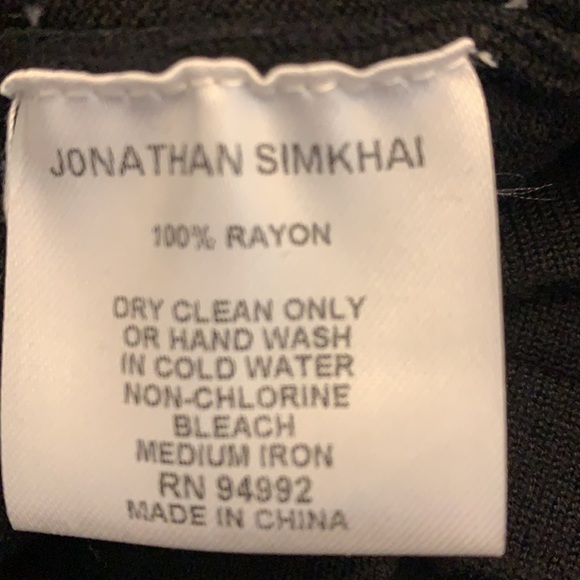 JONATHAN SIMKHAI
100% RAYON
DRY CLEAN ONLY
OR HAND WASH
IN COLD WATER
NON-CHLORINE
BLEACH
MEDIUM IRON
RN 94992
MADE IN CHINA